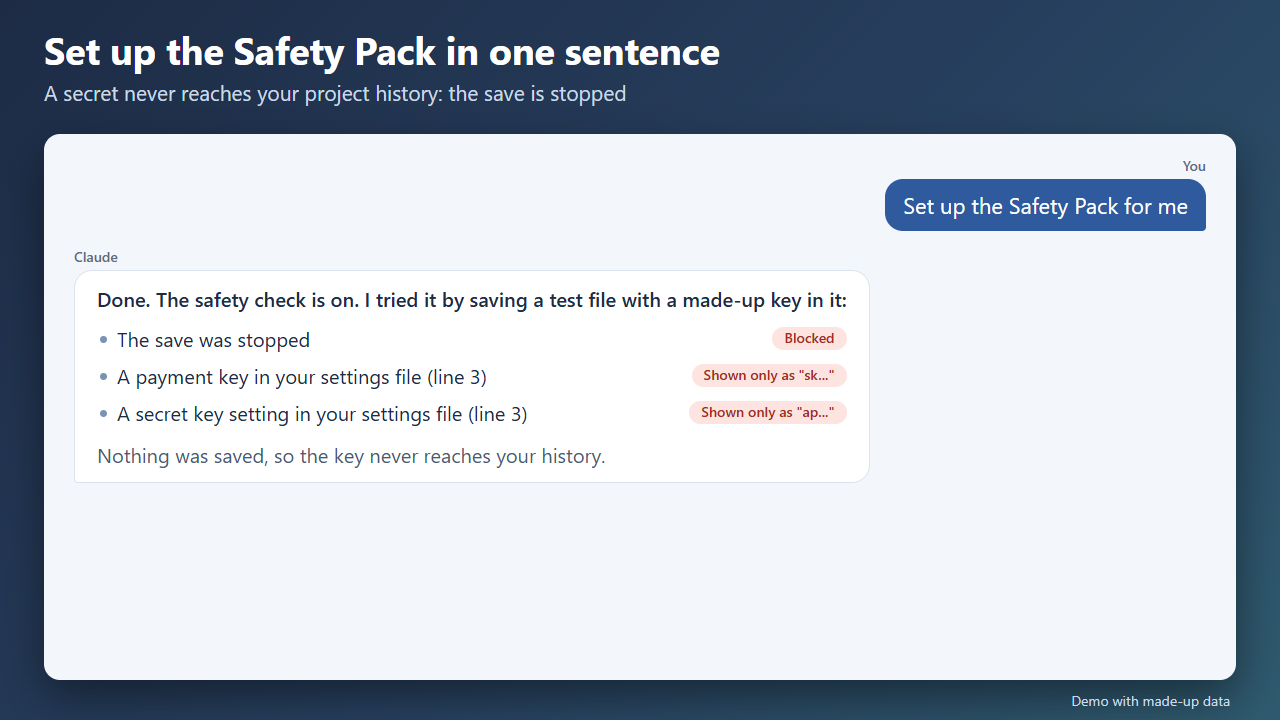 Set up the Safety Pack in one sentence
A secret never reaches your project history: the save is stopped
You
Set up the Safety Pack for me
Claude
Done. The safety check is on. I tried it by saving a test file with a made-up key in it:
The save was stopped
Blocked
A payment key in your settings file (line 3)
Shown only as "sk..."
A secret key setting in your settings file (line 3)
Shown only as "ap..."
Nothing was saved, so the key never reaches your history.
Demo with made-up data